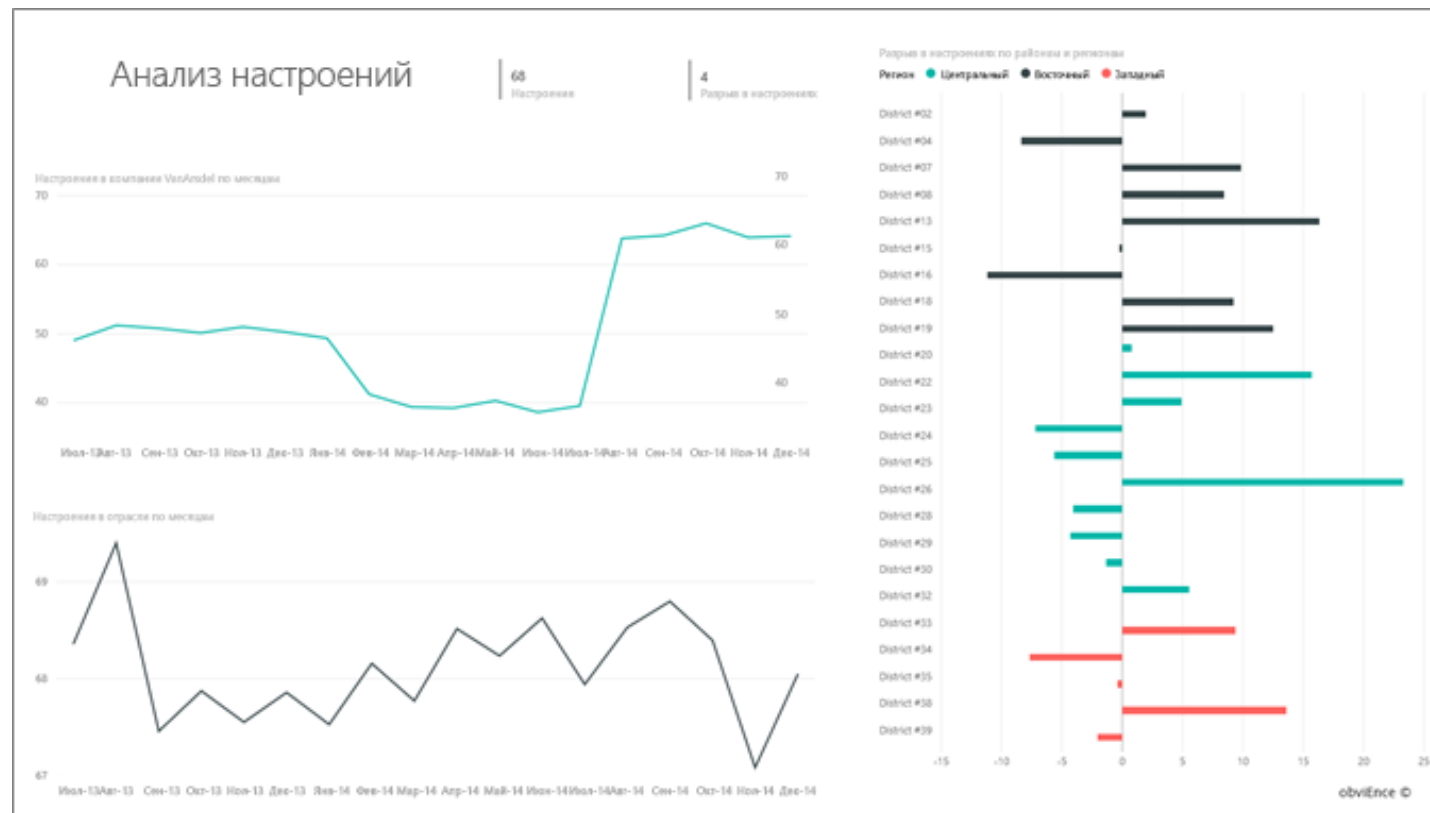 Анализ настроений
68
Настроения
4
Разрыв в настроениях
Настроения в компании VanArsdel по месяцам
70
60
50
40
70
60
50
40
Июл-13 Авг-13 Сен-13 Окт-13 Ноя-13 Дек-13 Янв-14 Фев-14 Мар-14 Апр-14 Май-14 Июн-14 Июл-14 Авг-14 Сен-14 Окт-14 Ноя-14 Дек-14
Настроения в отрасли по месяцам
69
68
67
Июл-13 Авг-13 Сен-13 Окт-13 Ноя-13 Дек-13 Янв-14 Фев-14 Мар-14 Апр-14 Май-14 Июн-14 Июл-14 Авг-14 Сен-14 Окт-14 Ноя-14 Дек-14
Разрыв в настроениях по районам и регионам
Регион Центральный Восточный Западный
District #02
District #04
District #07
District #08
District #13
District #15
District #16
District #18
District #19
District #20
District #22
District #23
District #24
District #25
District #26
District #28
District #29
District #30
District #32
District #33
District #34
District #35
District #38
District #39
-15 -10 -5 0 5 10 15 20 25
obviEnce ©